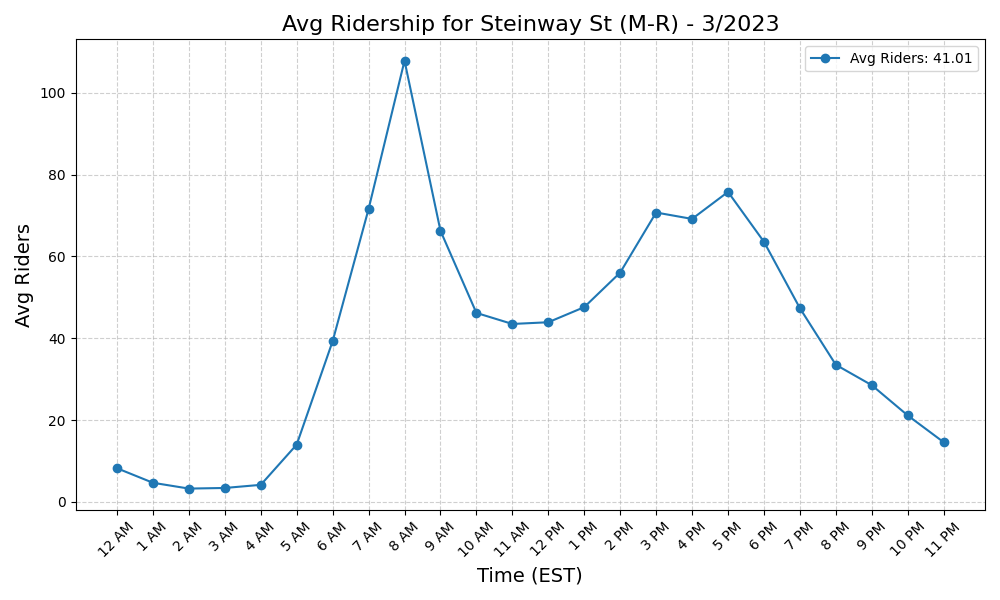 Avg Ridership for Steinway St (M-R) - 3/2023
Avg Riders: 41.01
Avg Riders
100
80
60
40
20
0
12 AM
1 AM
2 AM
3 AM
4 AM
5 AM
6 AM
7 AM
8 AM
9 AM
10 AM
11 AM
12 PM
1 PM
2 PM
3 PM
4 PM
5 PM
6 PM
7 PM
8 PM
9 PM
10 PM
11 PM
Time (EST)